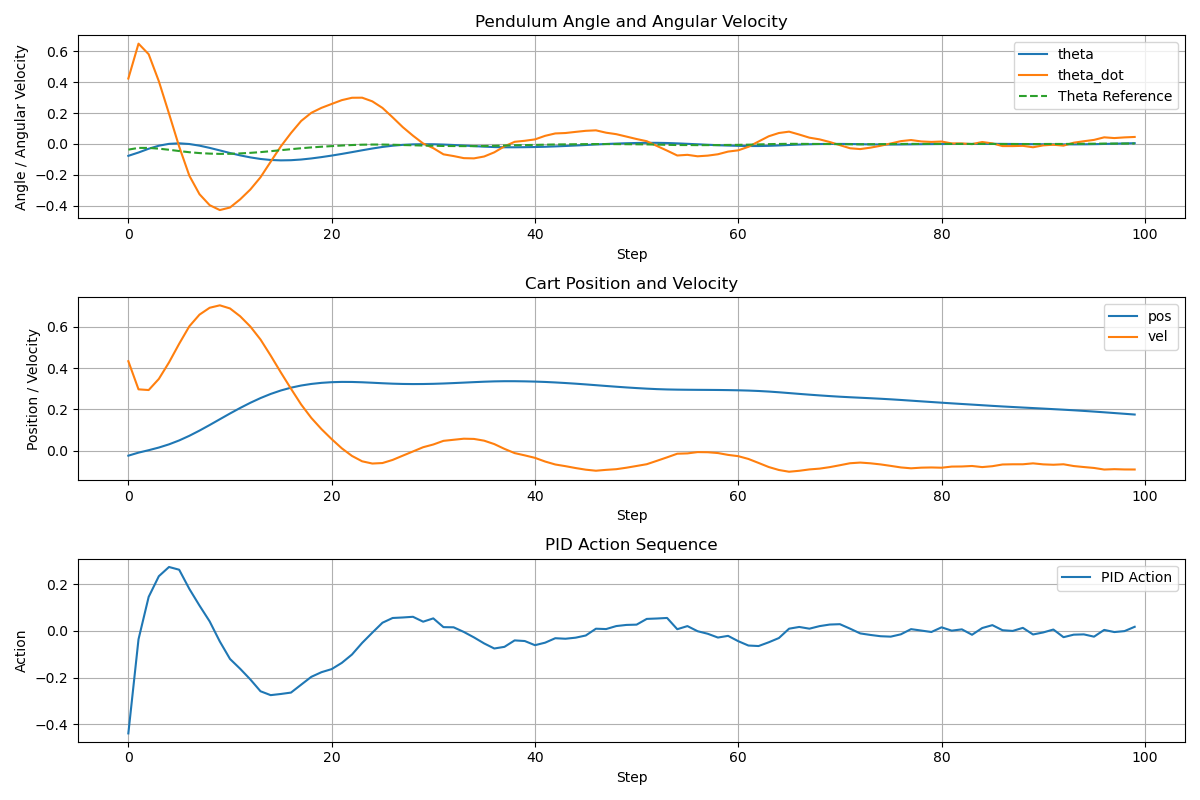 Pendulum Angle and Angular Velocity
Angle / Angular Velocity
0.6
0.4
0.2
0.0
−0.2
−0.4
theta
theta_dot
Theta Reference
0 20 40 60 80 100
Step
Cart Position and Velocity
Position / Velocity
0.6
0.4
0.2
0.0
pos
vel
0 20 40 60 80 100
Step
PID Action Sequence
Action
0.2
0.0
−0.2
−0.4
PID Action
0 20 40 60 80 100
Step